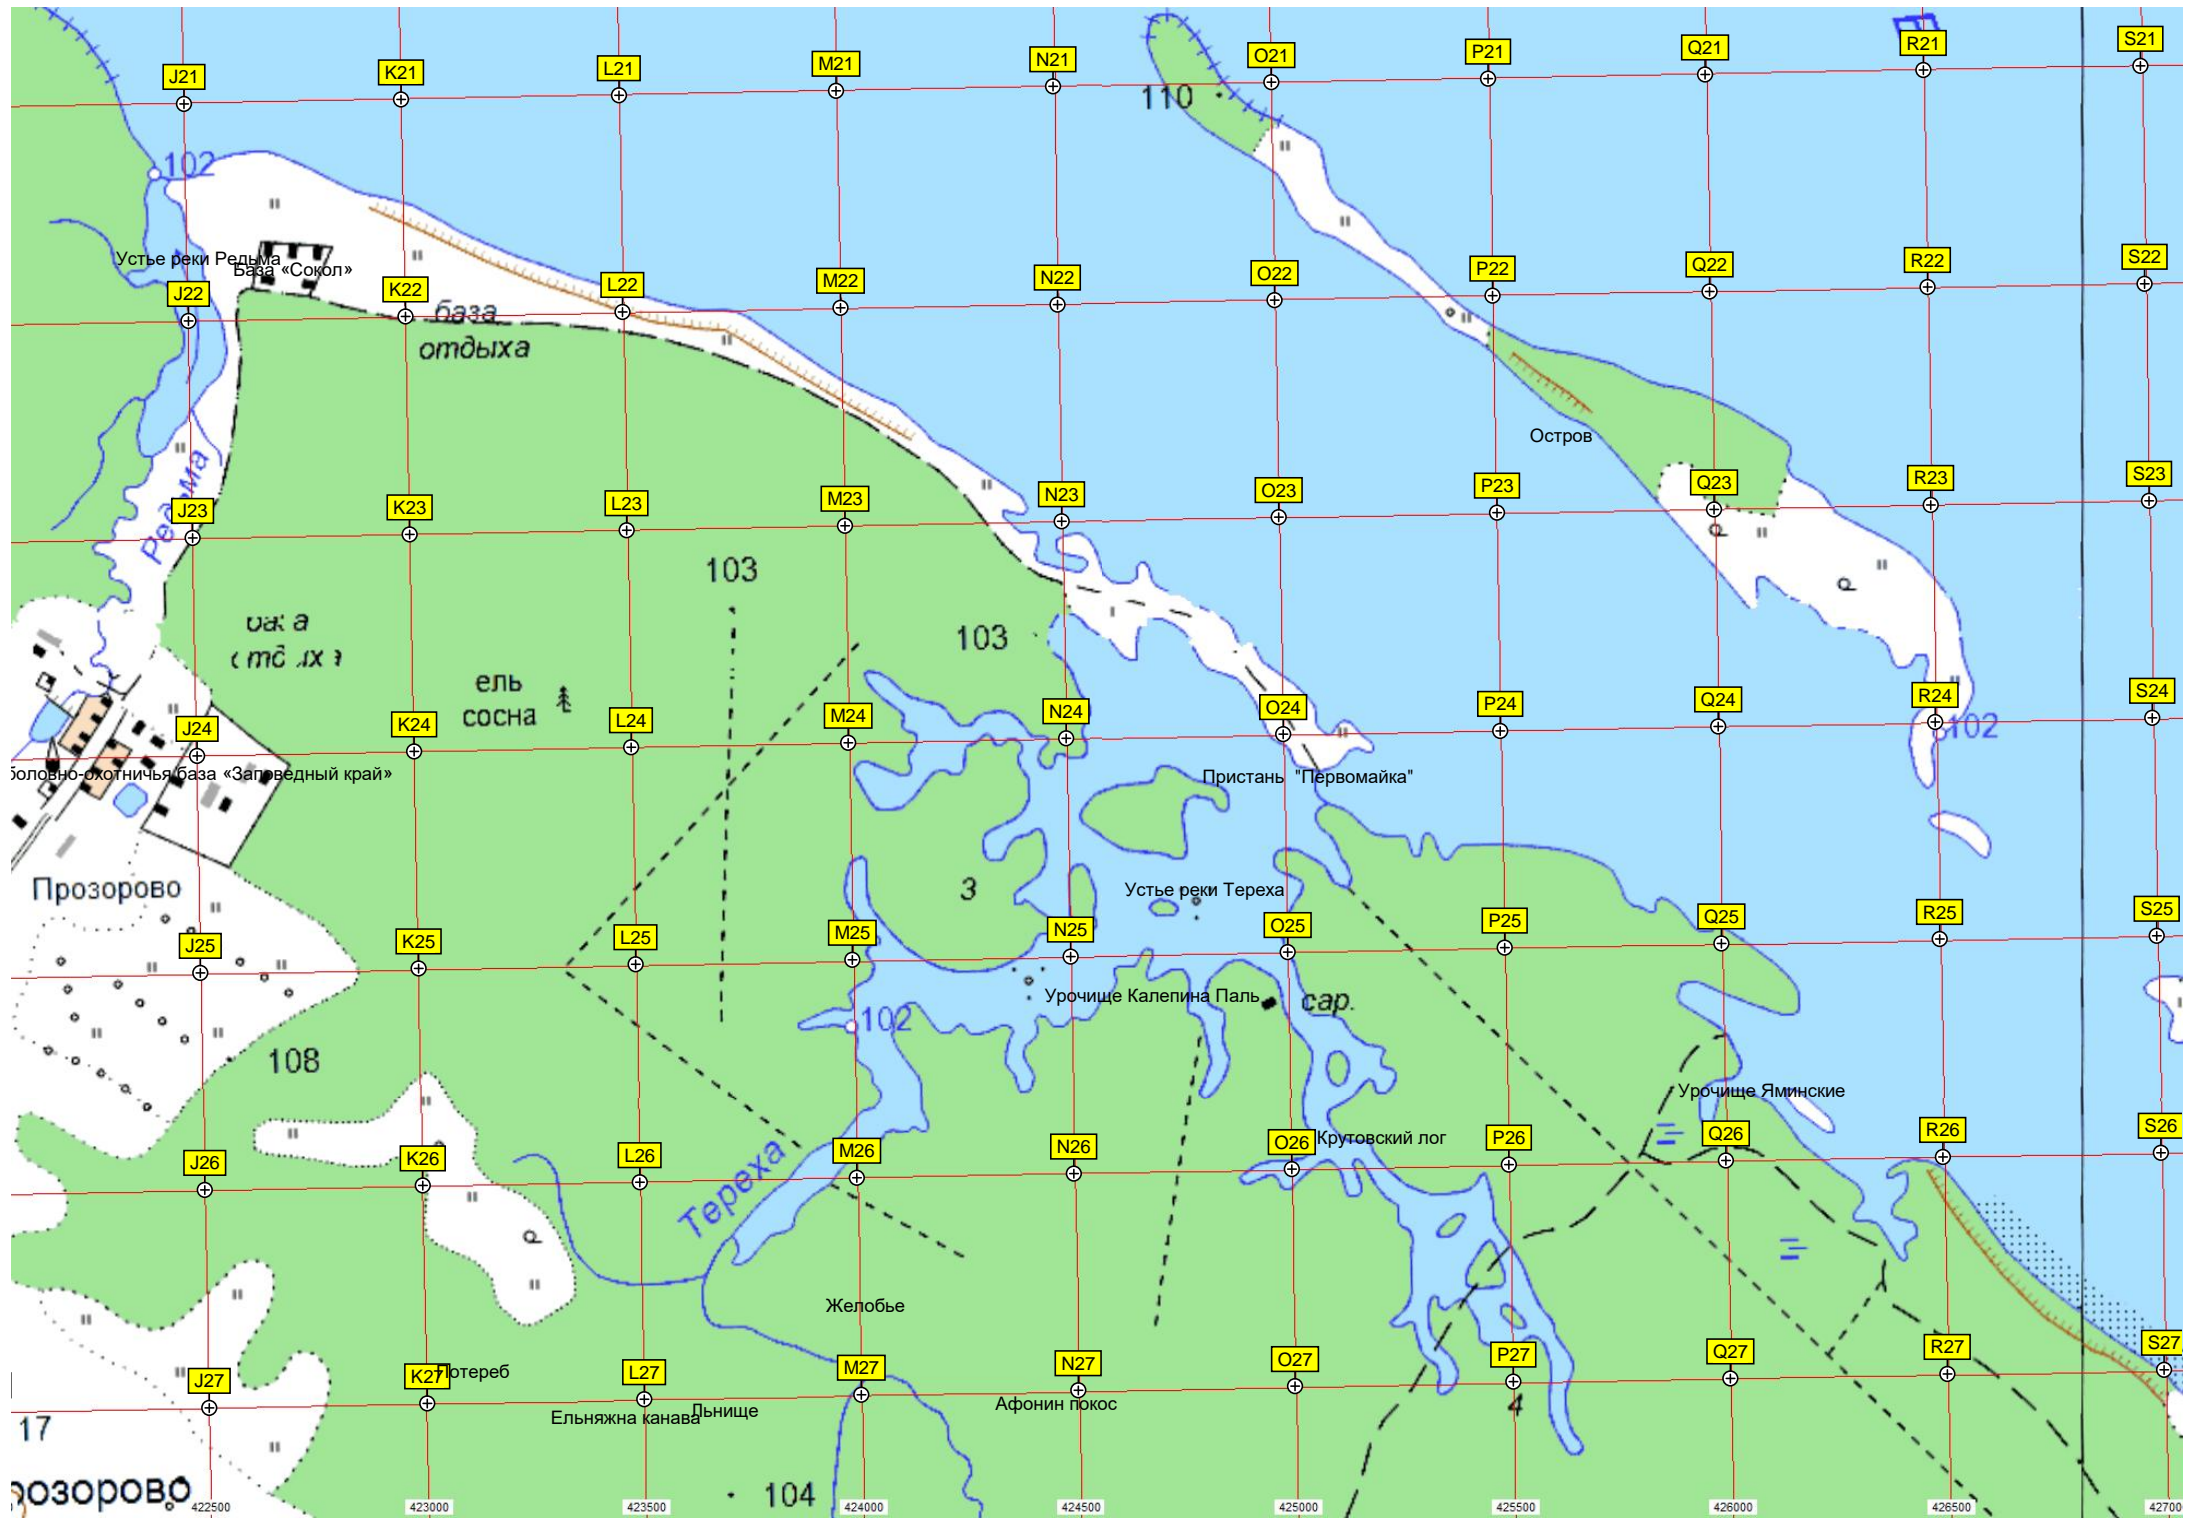 J21 K21 L21 M21 N21 O21 P21 Q21 R21 S21
110
102
Устье реки Редьма
База «Сокол»
J22 K22 L22 M22 N22 O22 P22 Q22 R22 S22
база
отдыха
Остров
Редьма
J23 K23 L23 M23 N23 O23 P23 Q23 R23 S23
103
103
ель
сосна
J24 K24 L24 M24 N24 O24 P24 Q24 R24 S24
102
боловно-охотничья база «Заповедный край»
Пристань "Первомайка"
Прозорово
3
Устье реки Тереха
J25 K25 L25 M25 N25 O25 P25 Q25 R25 S25
Урочище Калепина Паль
сар.
102
108
Урочище Яминские
Крутовский лог
J26 K26 L26 M26 N26 O26 P26 Q26 R26 S26
Тереха
Желобье
J27 K27 L27 M27 N27 O27 P27 Q27 R27 S27
Потереб
Ельняжна канава
Льнище
Афонин покос
4
17
розорово
104
422500 423000 423500 424000 424500 425000 425500 426000 426500 42700